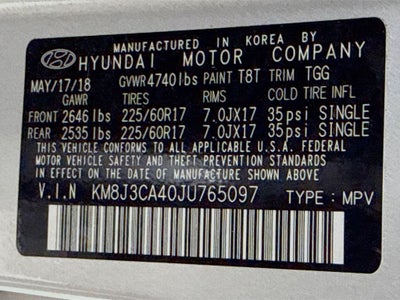 MANUFACTURED IN KOREA BY
HYUNDAI MOTOR COMPANY
MAY/17/18 GVWR4740lbs PAINT T8T TRIM TGG
GAWR TIRES RIMS COLD TIRE INFL
FRONT 2646lbs 225/60R17 7.0JX17 35psi SINGLE
REAR 2535lbs 225/60R17 7.0JX17 35psi SINGLE
THIS VEHICLE CONFORMS TO ALL APPLICABLE U.S.A. FEDERAL
MOTOR VEHICLE SAFETY, BUMPER, AND THEFT PREVENTION
STANDARDS IN EFFECT ON THE DATE OF MANUFACTURE SHOWN ABOVE.
V.I.N KM8J3CA40JU765097 TYPE:MPV